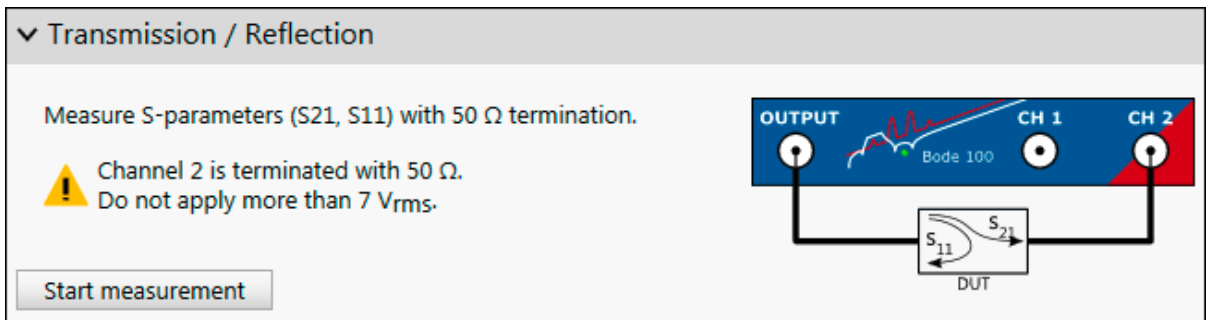 Transmission / Reflection
Measure S-parameters (S21, S11) with 50 Ω termination.
Channel 2 is terminated with 50 Ω.
Do not apply more than 7 Vrms.
Start measurement
OUTPUT
CH 1
CH 2
Bode 100
S11
S21
DUT